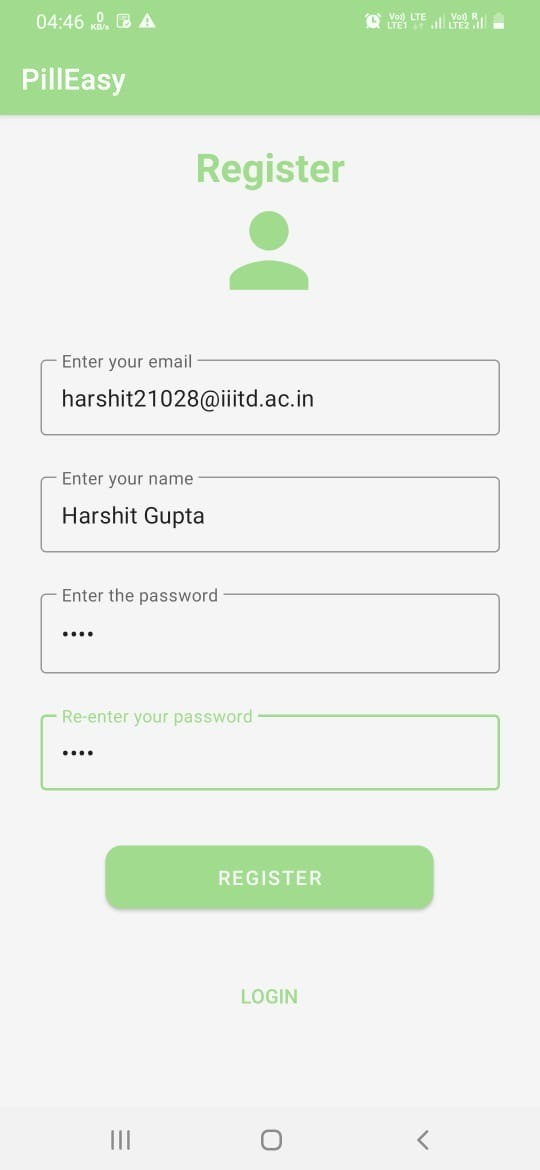 04:46 0 KB/s Vo) LTE1 LTE Vo) LTE2 R
PillEasy
Register
Enter your email
harshit21028@iiitd.ac.in
Enter your name
Harshit Gupta
Enter the password
••••
Re-enter your password
••••
REGISTER
LOGIN